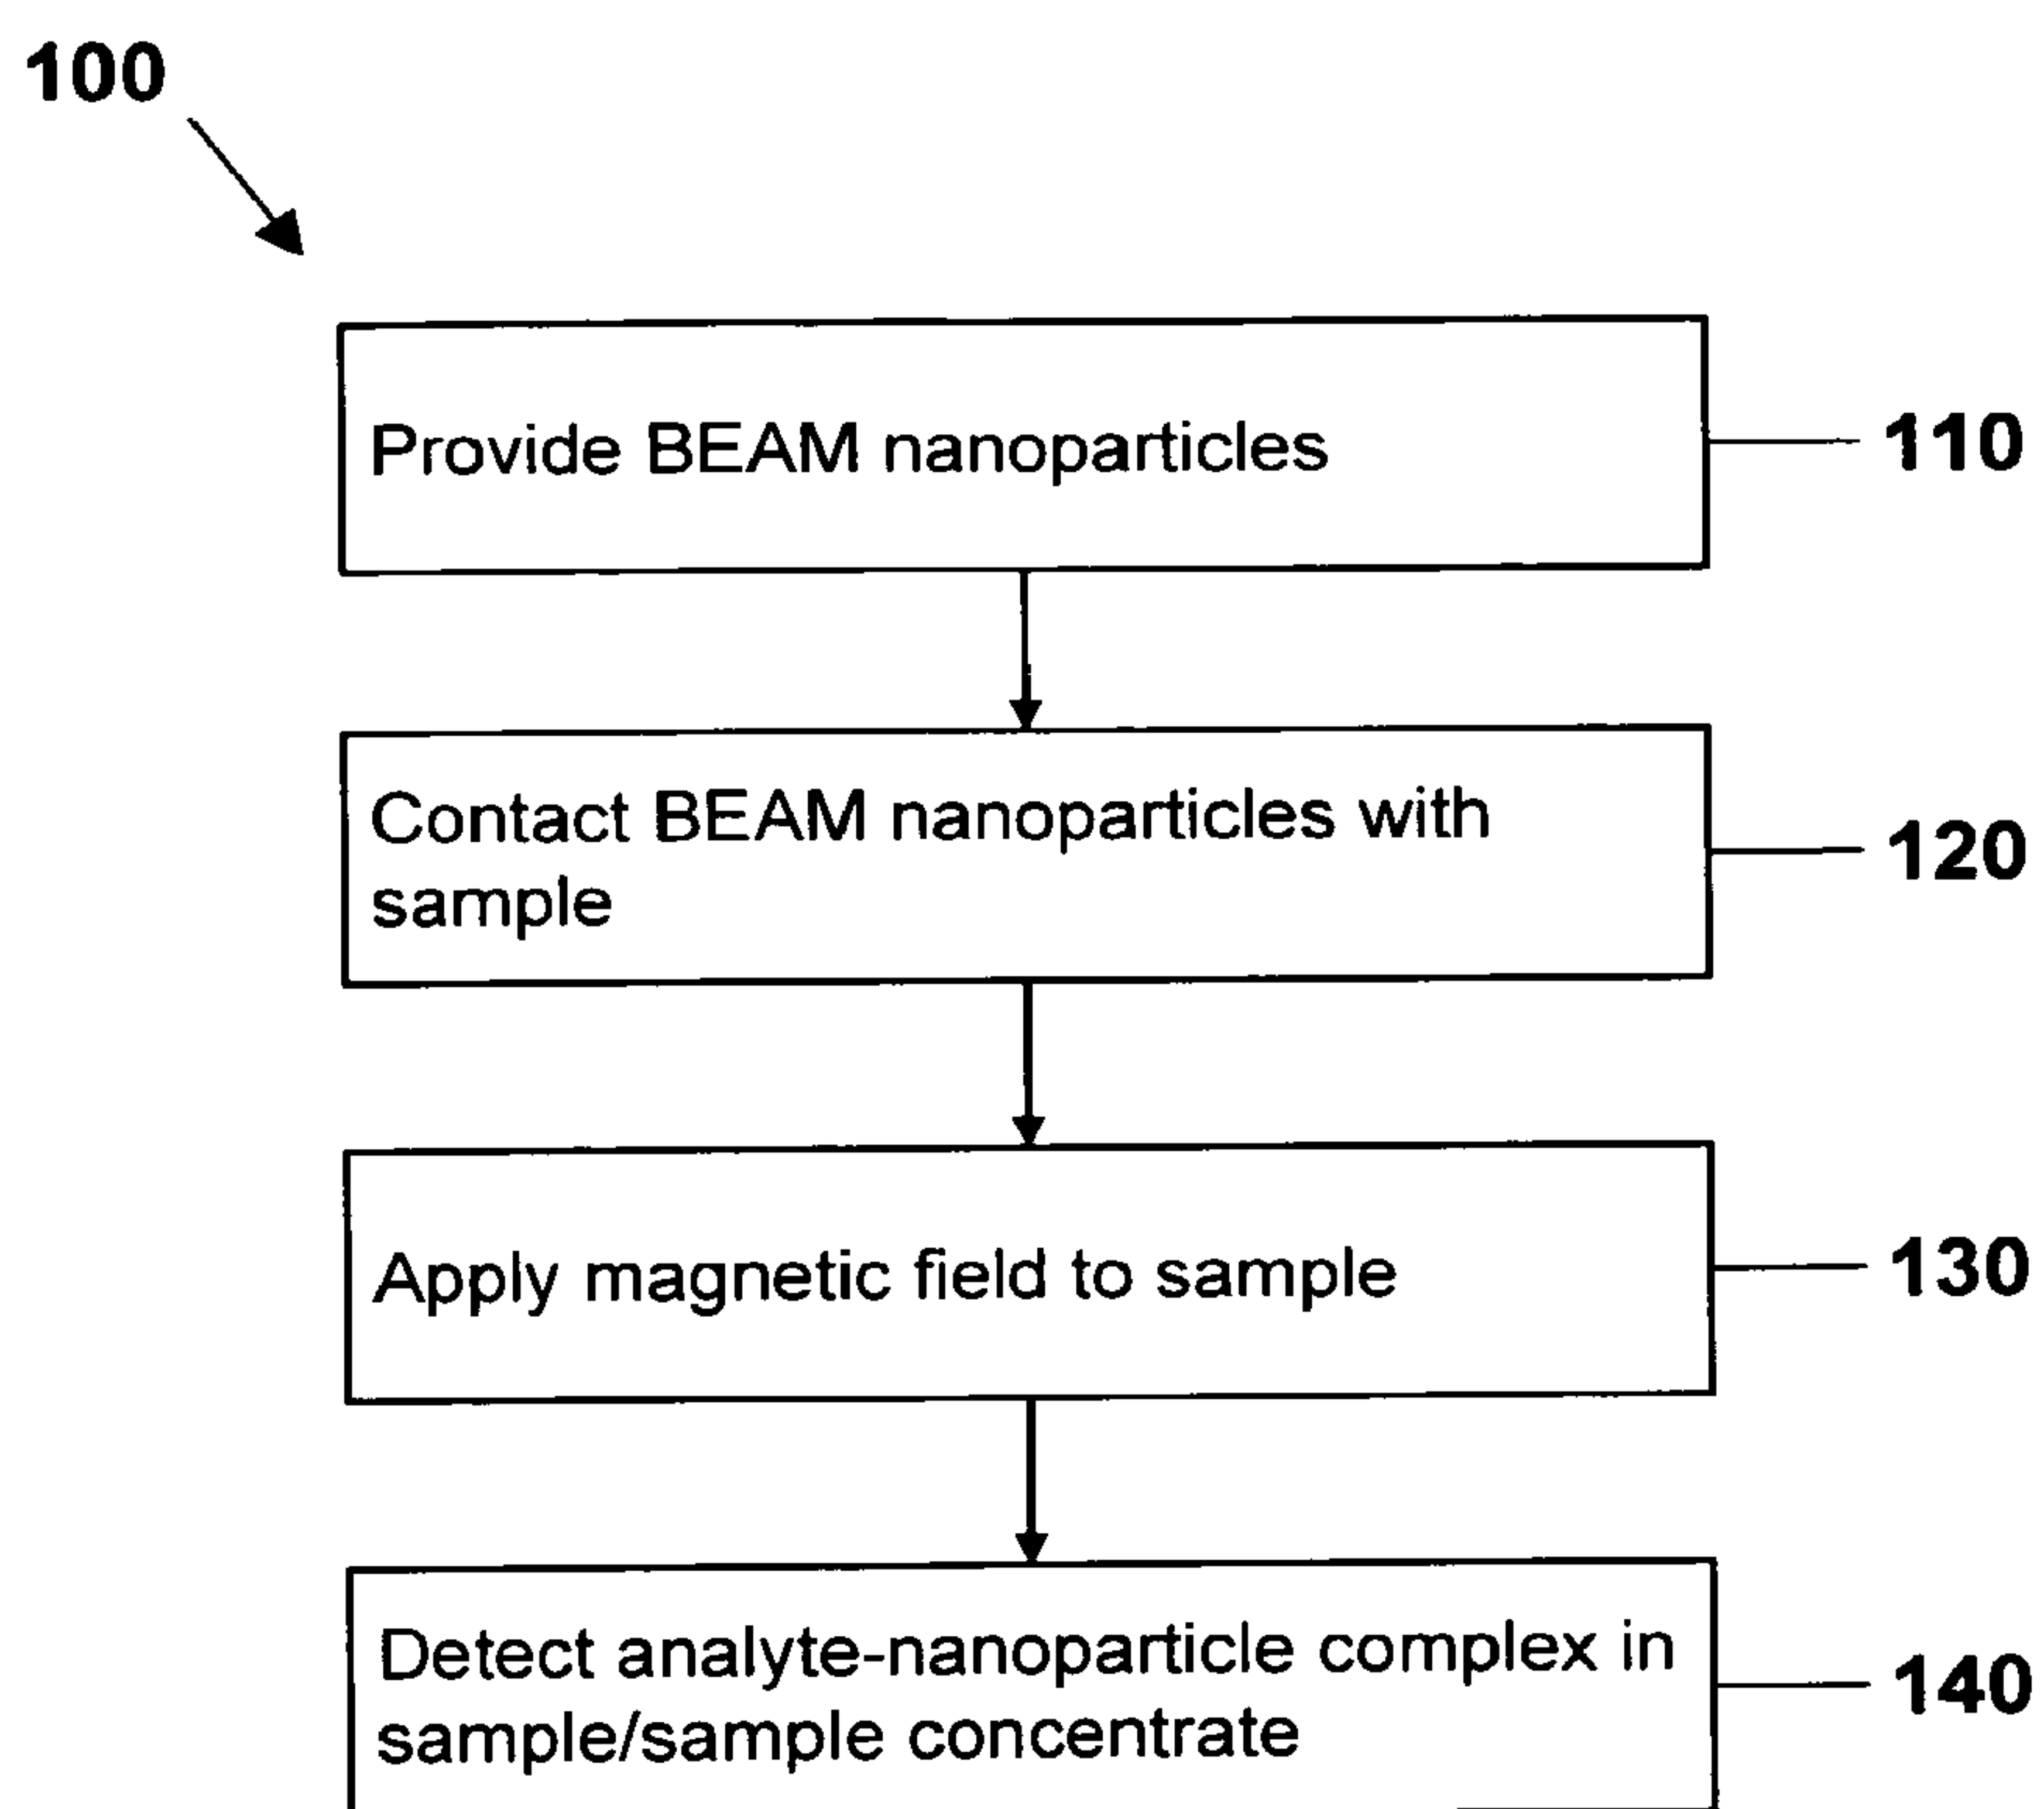 100
Provide BEAM nanoparticles
110
Contact BEAM nanoparticles with
sample
120
Apply magnetic field to sample
130
Detect analyte-nanoparticle complex in
sample/sample concentrate
140